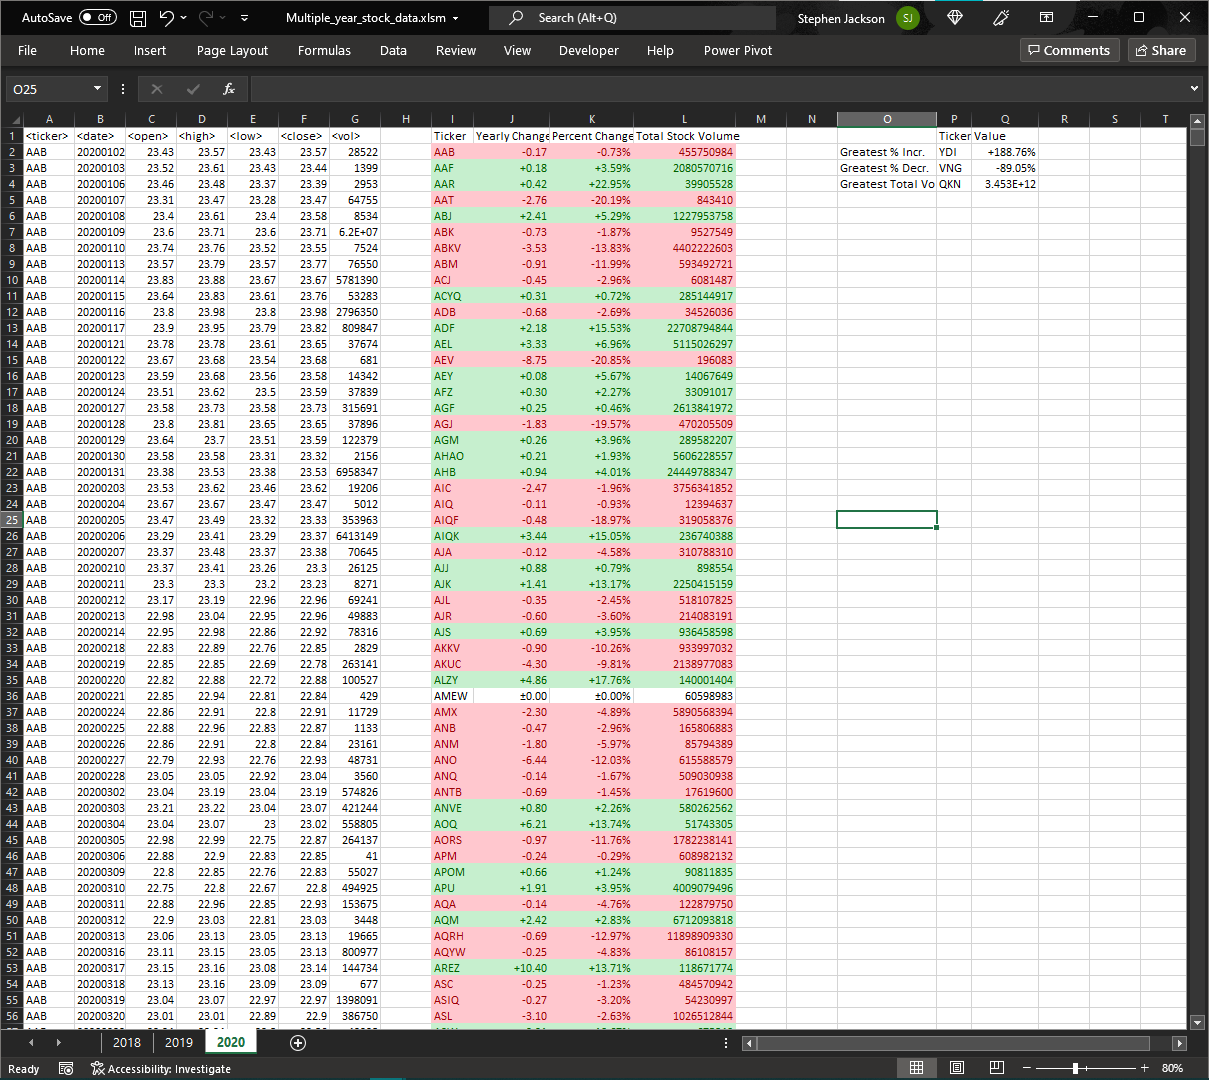 AutoSave Off Multiple_year_stock_data.xlsm Search (Alt+Q) Stephen Jackson SJ
File Home Insert Page Layout Formulas Data Review View Developer Help Power Pivot Comments Share
O25 fx
A B C D E F G H I J K L M N O P Q R S T
1 <ticker> <date> <open> <high> <low> <close> <vol> Ticker Yearly Change Percent Change Total Stock Volume Ticker Value
2 AAB 20200102 23.43 23.57 23.43 23.57 28522 AAB -0.17 -0.73% 455750984 Greatest % Incr. YDI +188.76%
3 AAB 20200103 23.52 23.61 23.43 23.44 1399 AAF +0.18 +3.59% 2080570716 Greatest % Decr. VNG -89.05%
4 AAB 20200106 23.46 23.48 23.37 23.39 2953 AAR +0.42 +22.95% 39905528 Greatest Total Vo QKN 3.453E+12
5 AAB 20200107 23.31 23.47 23.28 23.47 64755 AAT -2.76 -20.19% 843410
6 AAB 20200108 23.4 23.61 23.4 23.58 8534 ABJ +2.41 +5.29% 1227953758
7 AAB 20200109 23.6 23.71 23.6 23.71 6.2E+07 ABK -0.73 -1.87% 9527549
8 AAB 20200110 23.74 23.76 23.52 23.55 7524 ABKV -3.53 -13.83% 4402222603
9 AAB 20200113 23.57 23.79 23.57 23.77 76550 ABM -0.91 -11.99% 593492721
10 AAB 20200114 23.83 23.88 23.67 23.67 5781390 ACJ -0.45 -2.96% 6081487
11 AAB 20200115 23.64 23.83 23.61 23.76 53283 ACYQ +0.31 +0.72% 285144917
12 AAB 20200116 23.8 23.98 23.8 23.98 2796350 ADB -0.68 -2.69% 34526036
13 AAB 20200117 23.9 23.95 23.79 23.82 809847 ADF +2.18 +15.53% 22708794844
14 AAB 20200121 23.78 23.78 23.61 23.65 37674 AEL +3.33 +6.96% 5115026297
15 AAB 20200122 23.67 23.68 23.54 23.68 681 AEV -8.75 -20.85% 196083
16 AAB 20200123 23.59 23.68 23.56 23.58 14342 AEY +0.08 +5.67% 14067649
17 AAB 20200124 23.51 23.62 23.5 23.59 37839 AFZ +0.30 +2.27% 33091017
18 AAB 20200127 23.58 23.73 23.58 23.73 315691 AGF +0.25 +0.46% 2613841972
19 AAB 20200128 23.8 23.81 23.65 23.65 37896 AGJ -1.83 -19.57% 470205509
20 AAB 20200129 23.64 23.7 23.51 23.59 122379 AGM +0.26 +3.96% 289582207
21 AAB 20200130 23.58 23.58 23.31 23.32 2156 AHAO +0.21 +1.93% 5606228557
22 AAB 20200131 23.38 23.53 23.38 23.53 6958347 AHB +0.94 +4.01% 24449788347
23 AAB 20200203 23.53 23.62 23.46 23.62 19206 AIC -2.47 -1.96% 3756341852
24 AAB 20200204 23.67 23.67 23.47 23.47 5012 AIQ -0.11 -0.93% 12394637
25 AAB 20200205 23.47 23.49 23.32 23.33 353963 AIQF -0.48 -18.97% 319058376
26 AAB 20200206 23.29 23.41 23.29 23.37 6413149 AIQK +3.44 +15.05% 236740388
27 AAB 20200207 23.37 23.48 23.37 23.38 70645 AJA -0.12 -4.58% 310788310
28 AAB 20200210 23.37 23.41 23.26 23.3 26125 AJJ +0.88 +0.79% 898554
29 AAB 20200211 23.3 23.3 23.2 23.23 8271 AJK +1.41 +13.17% 2250415159
30 AAB 20200212 23.17 23.19 22.96 22.96 69241 AJL -0.35 -2.45% 518107825
31 AAB 20200213 22.98 23.04 22.95 22.96 49883 AJR -0.60 -3.60% 214083191
32 AAB 20200214 22.95 22.98 22.86 22.92 78316 AJS +0.69 +3.95% 936458598
33 AAB 20200218 22.83 22.89 22.76 22.85 2829 AKKV -0.90 -10.26% 933997032
34 AAB 20200219 22.85 22.85 22.69 22.78 263141 AKUC -4.30 -9.81% 2138977083
35 AAB 20200220 22.82 22.88 22.72 22.88 100527 ALZY +4.86 +17.76% 140001404
36 AAB 20200221 22.85 22.94 22.81 22.84 429 AMEW ±0.00 ±0.00% 60598983
37 AAB 20200224 22.86 22.91 22.8 22.91 11729 AMX -2.30 -4.89% 5890568394
38 AAB 20200225 22.88 22.96 22.83 22.87 1133 ANB -0.47 -2.96% 165806883
39 AAB 20200226 22.86 22.91 22.8 22.84 23161 ANM -1.80 -5.97% 85794389
40 AAB 20200227 22.79 22.93 22.76 22.93 48731 ANO -6.44 -12.03% 615588579
41 AAB 20200228 23.05 23.05 22.92 23.04 3560 ANQ -0.14 -1.67% 509030938
42 AAB 20200302 23.04 23.19 23.04 23.19 574826 ANTB -0.69 -1.45% 17619600
43 AAB 20200303 23.21 23.22 23.04 23.07 421244 ANVE +0.80 +2.26% 580262562
44 AAB 20200304 23.04 23.07 23 23.02 558805 AOQ +6.21 +13.74% 51743305
45 AAB 20200305 22.98 22.99 22.75 22.87 264137 AORS -0.97 -11.76% 1782238141
46 AAB 20200306 22.88 22.9 22.83 22.85 41 APM -0.24 -0.29% 608982132
47 AAB 20200309 22.8 22.85 22.76 22.83 55027 APOM +0.66 +1.24% 90811835
48 AAB 20200310 22.75 22.8 22.67 22.8 494925 APU +1.91 +3.95% 4009079496
49 AAB 20200311 22.88 22.96 22.85 22.93 153675 AQA -0.14 -4.76% 122879750
50 AAB 20200312 22.9 23.03 22.81 23.03 3448 AQM +2.42 +2.83% 6712093818
51 AAB 20200313 23.06 23.13 23.05 23.13 19665 AQRH -0.69 -12.97% 11898909330
52 AAB 20200316 23.11 23.15 23.05 23.13 800977 AQYW -0.25 -4.83% 86108157
53 AAB 20200317 23.15 23.16 23.08 23.14 144734 AREZ +10.40 +13.71% 118671774
54 AAB 20200318 23.13 23.16 23.09 23.09 677 ASC -0.25 -1.23% 484570942
55 AAB 20200319 23.04 23.07 22.97 22.97 1398091 ASIQ -0.27 -3.20% 54230997
56 AAB 20200320 23.01 23.01 22.89 22.9 386750 ASL -3.10 -2.63% 1026512844
2018 2019 2020
Ready Accessibility: Investigate 80%